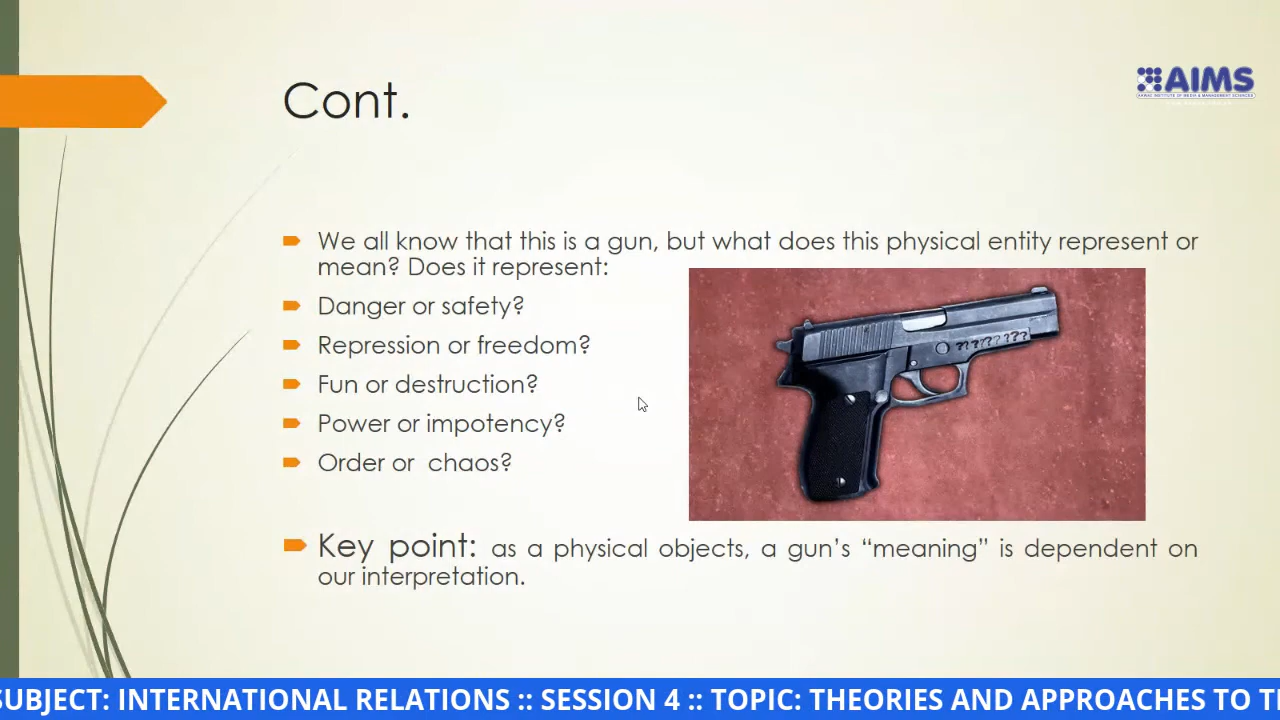 Cont.
AIMS
We all know that this is a gun, but what does this physical entity represent or
mean? Does it represent:
Danger or safety?
Repression or freedom?
Fun or destruction?
Power or impotency?
Order or  chaos?
???????
Key point: as a physical objects, a gun's “meaning” is dependent on
our interpretation.
SUBJECT: INTERNATIONAL RELATIONS :: SESSION 4 :: TOPIC: THEORIES AND APPROACHES TO